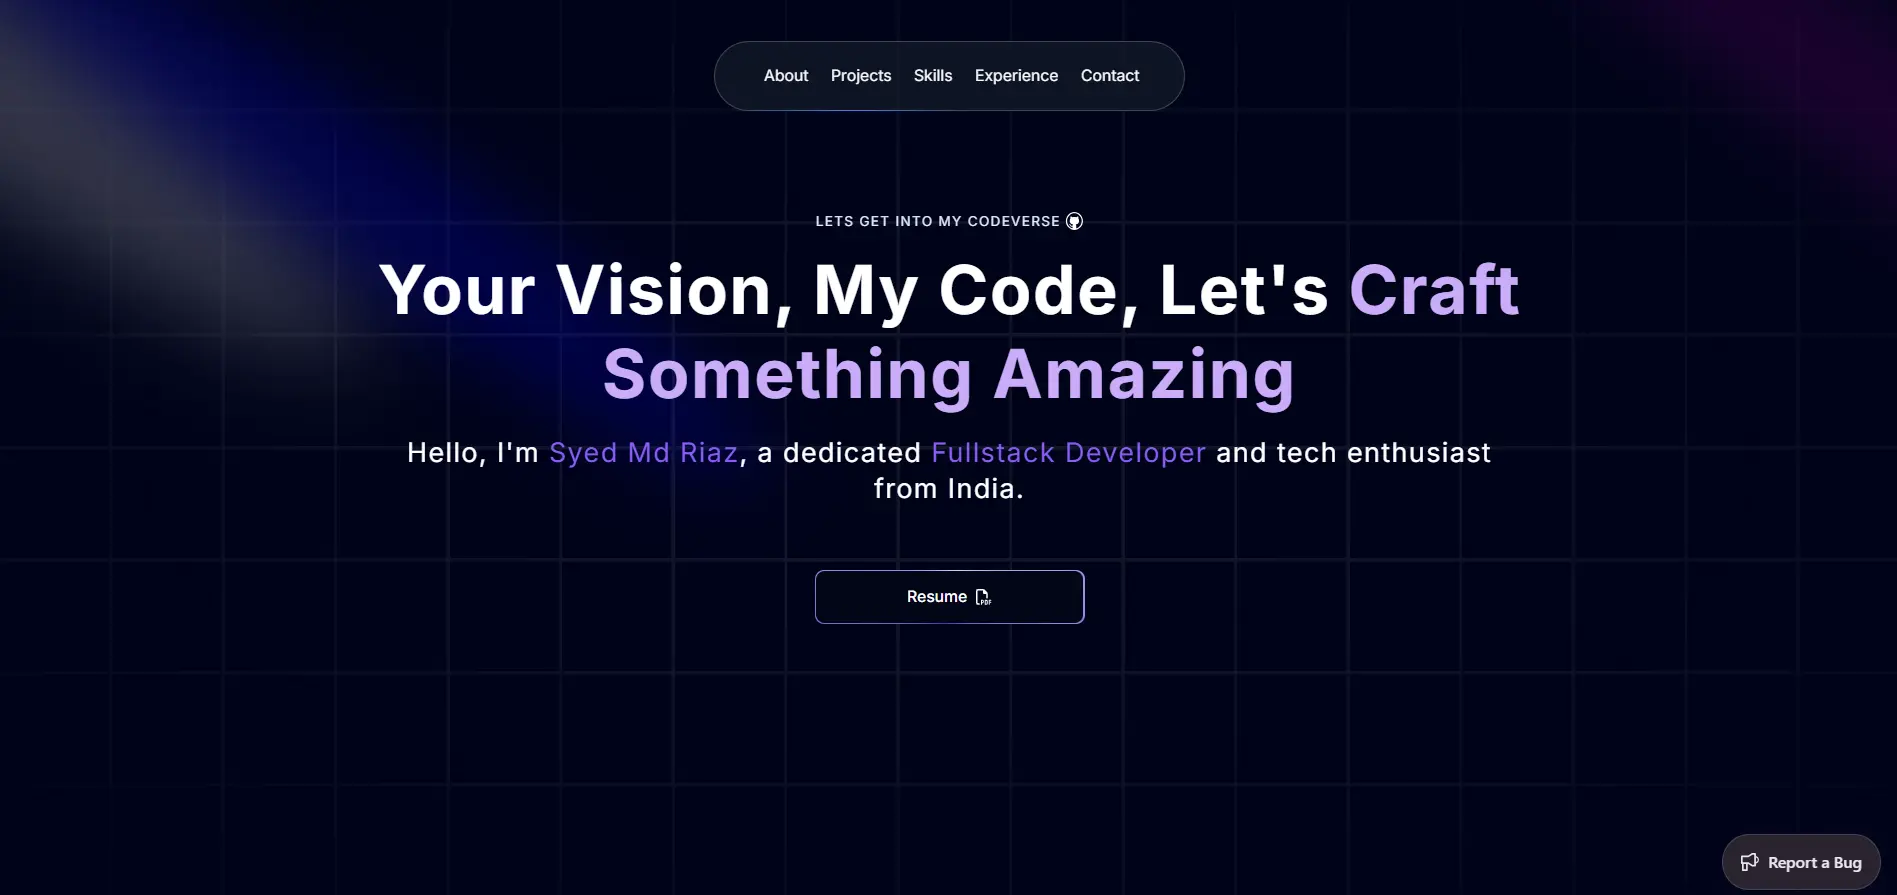 About Projects Skills Experience Contact
LETS GET INTO MY CODEVERSE
Your Vision, My Code, Let's Craft
Something Amazing
Hello, I'm Syed Md Riaz, a dedicated Fullstack Developer and tech enthusiast
from India.
Resume PDF
Report a Bug